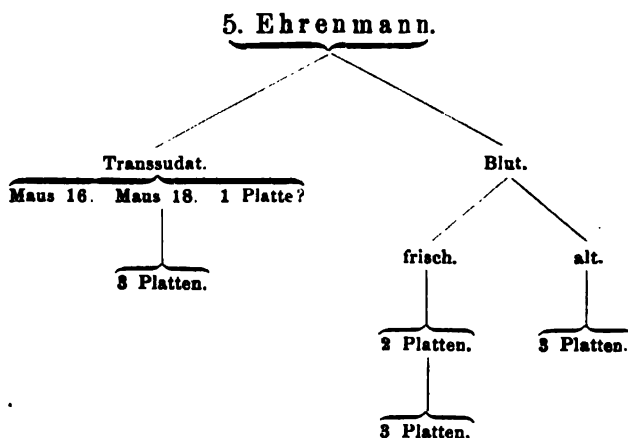 5. Ehrenmann.
Transsudat. Blut.
Maus 16. Maus 18. 1 Platte?
frisch. alt.
3 Platten.
2 Platten. 3 Platten.
3 Platten.